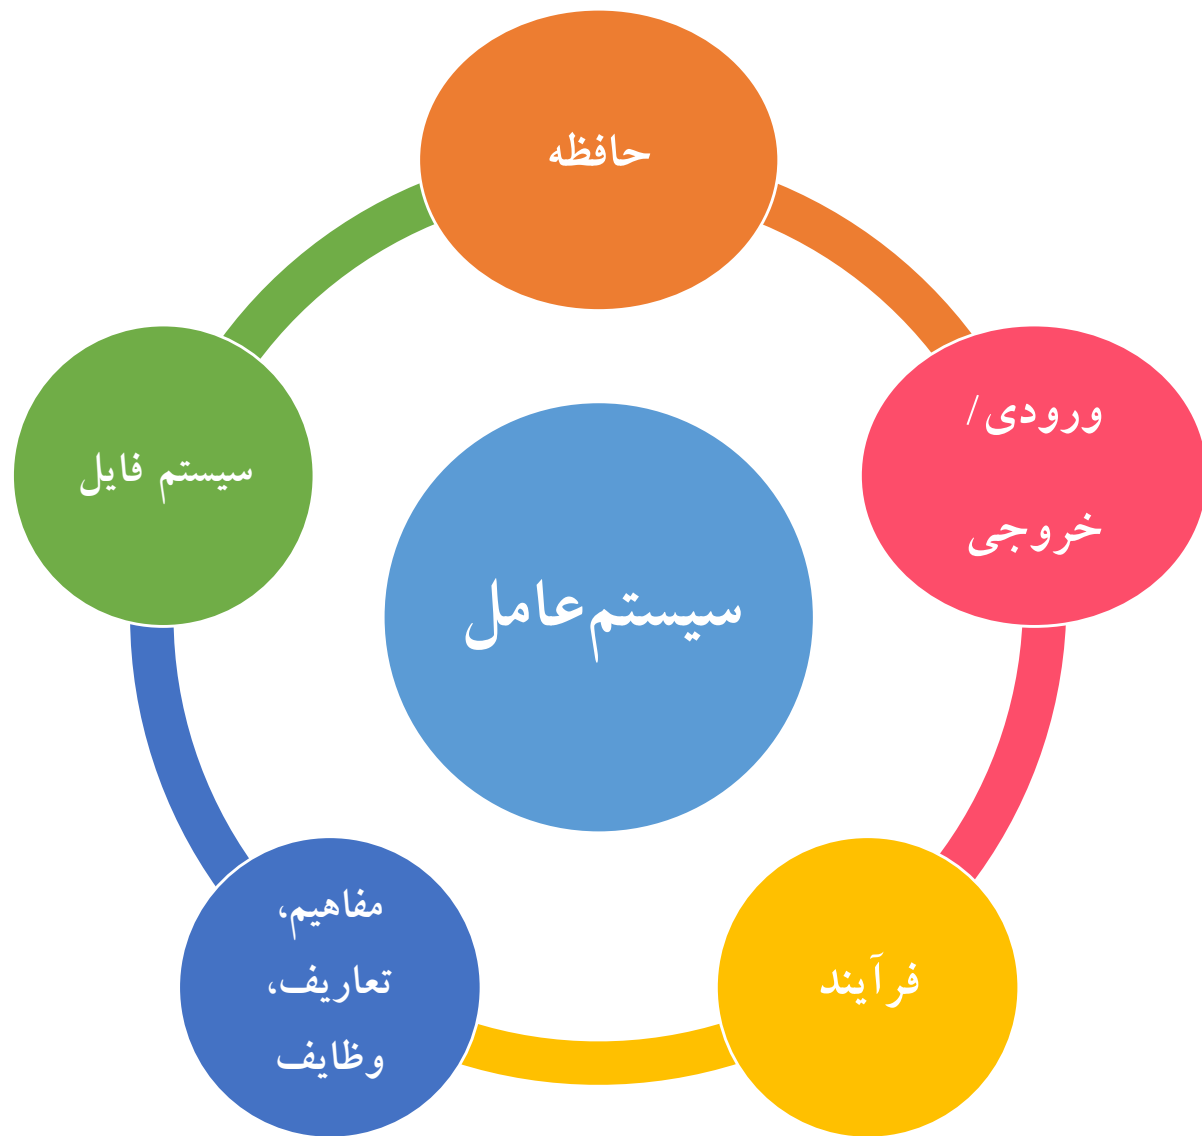 حافظه
ورودی/
خروجی
سیستم فایل
سیستم‌عامل
مفاهیم،
تعاریف،
وظایف
فرآیند